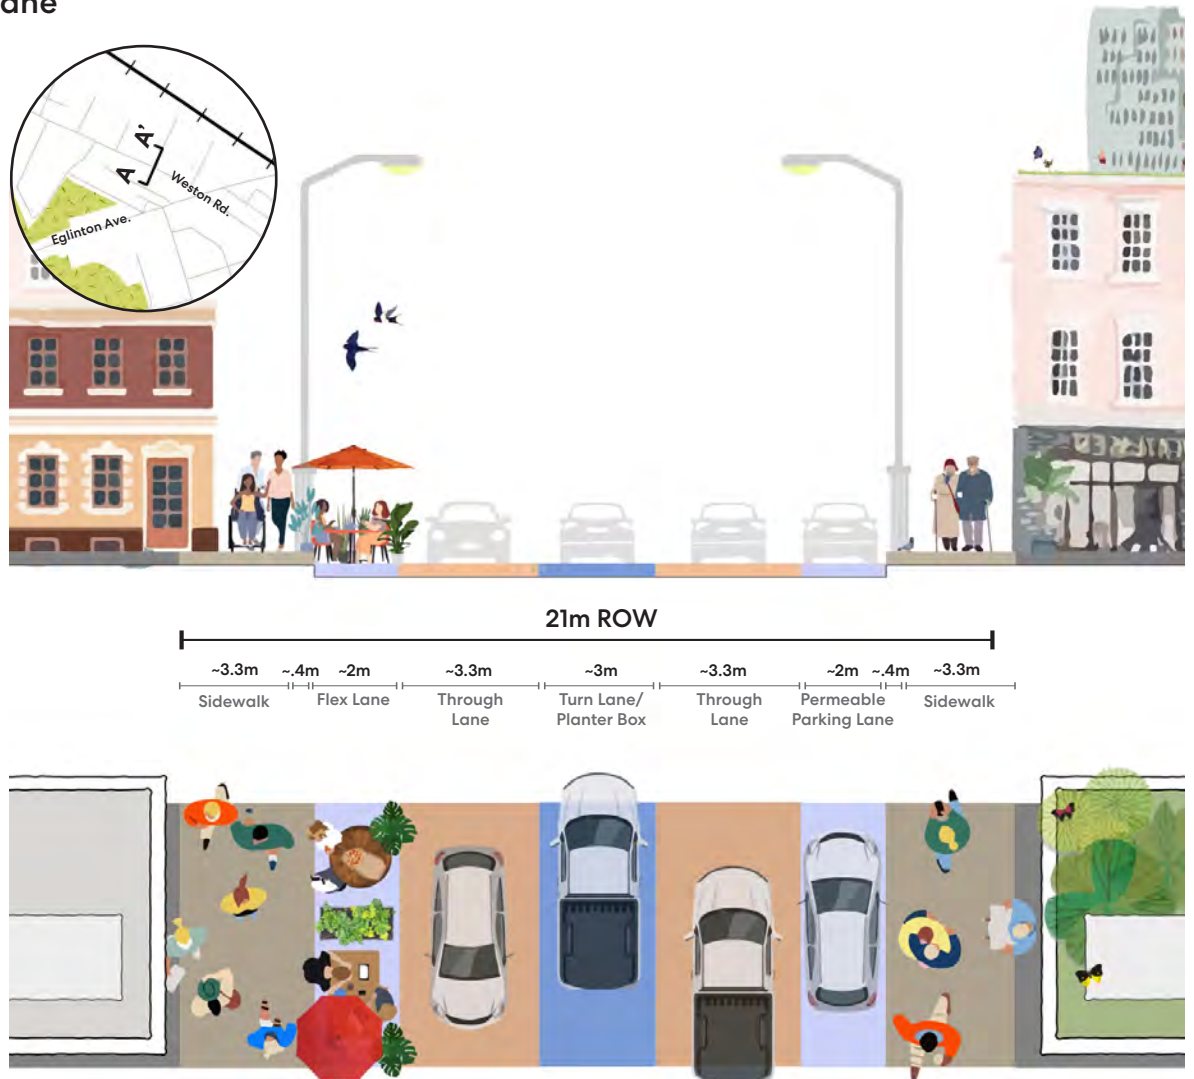 ane
A'
A
Weston Rd.
Eglinton Ave.
21m ROW
~3.3m ~.4m ~2m ~3.3m ~3m ~3.3m ~2m ~.4m ~3.3m
Sidewalk Flex Lane Through Turn Lane/ Through Permeable Sidewalk
Lane Planter Box Lane Parking Lane